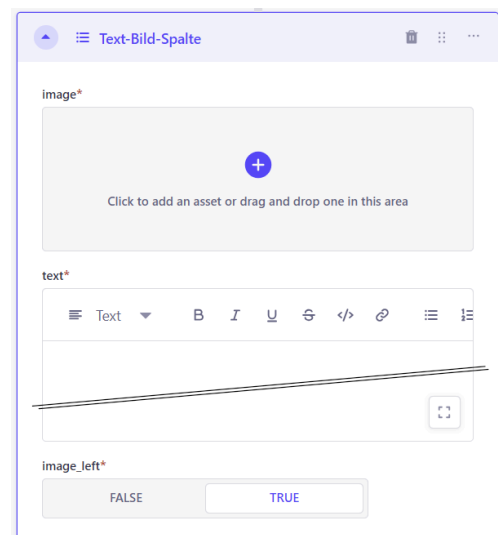 Text-Bild-Spalte
image*
Click to add an asset or drag and drop one in this area
text*
Text B I U S </>
image_left*
FALSE TRUE